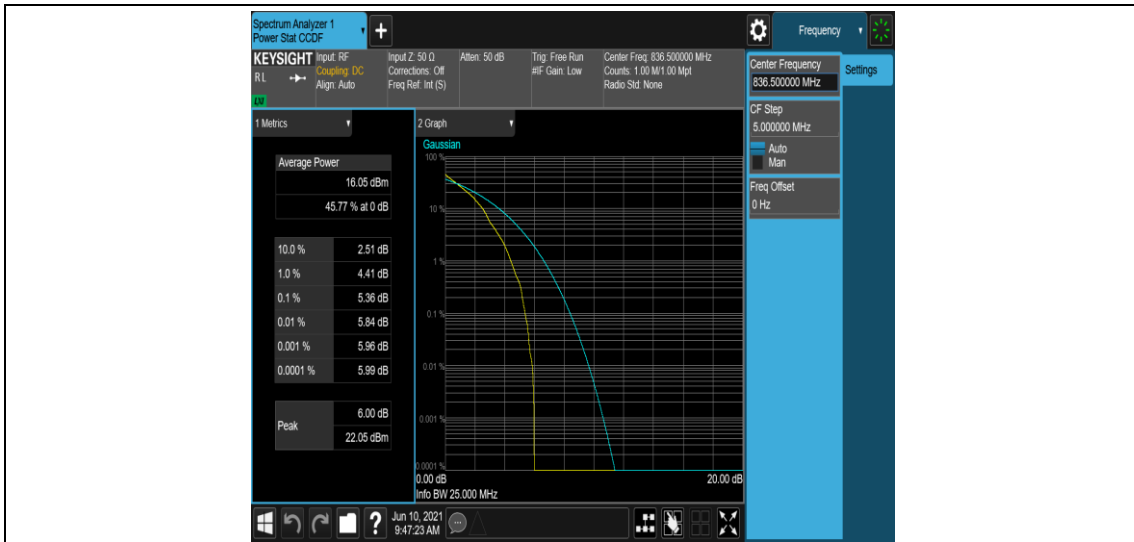 Spectrum Analyzer 1
Power Stat CCDF
+
Frequency
KEYSIGHT
RL
LXI
Input: RF
Coupling: DC
Align: Auto
Input Z: 50 Ω
Corrections: Off
Freq Ref: Int (S)
Atten: 50 dB
Trig: Free Run
#IF Gain: Low
Center Freq: 836.500000 MHz
Counts: 1.00 M/1.00 Mpt
Radio Std: None
Center Frequency
836.500000 MHz
Settings
CF Step
5.000000 MHz
Auto
Man
Freq Offset
0 Hz
1 Metrics
Average Power
16.05 dBm
45.77 % at 0 dB
10.0 % 2.51 dB
1.0 % 4.41 dB
0.1 % 5.36 dB
0.01 % 5.84 dB
0.001 % 5.96 dB
0.0001 % 5.99 dB
Peak
6.00 dB
22.05 dBm
2 Graph
Gaussian
100 %
10 %
1 %
0.1 %
0.01 %
0.001 %
0.0001 %
0.00 dB 20.00 dB
Info BW 25.000 MHz
?
Jun 10, 2021
9:47:23 AM